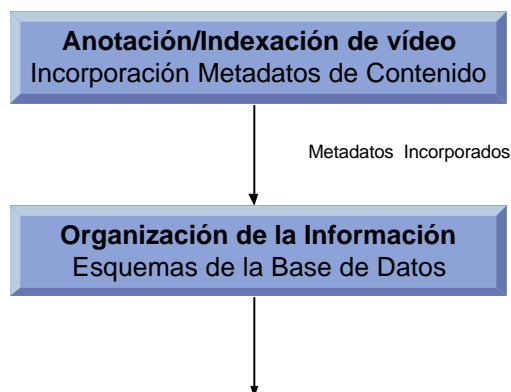 Anotación/Indexación de vídeo
Incorporación Metadatos de Contenido
Metadatos Incorporados
Organización de la Información
Esquemas de la Base de Datos